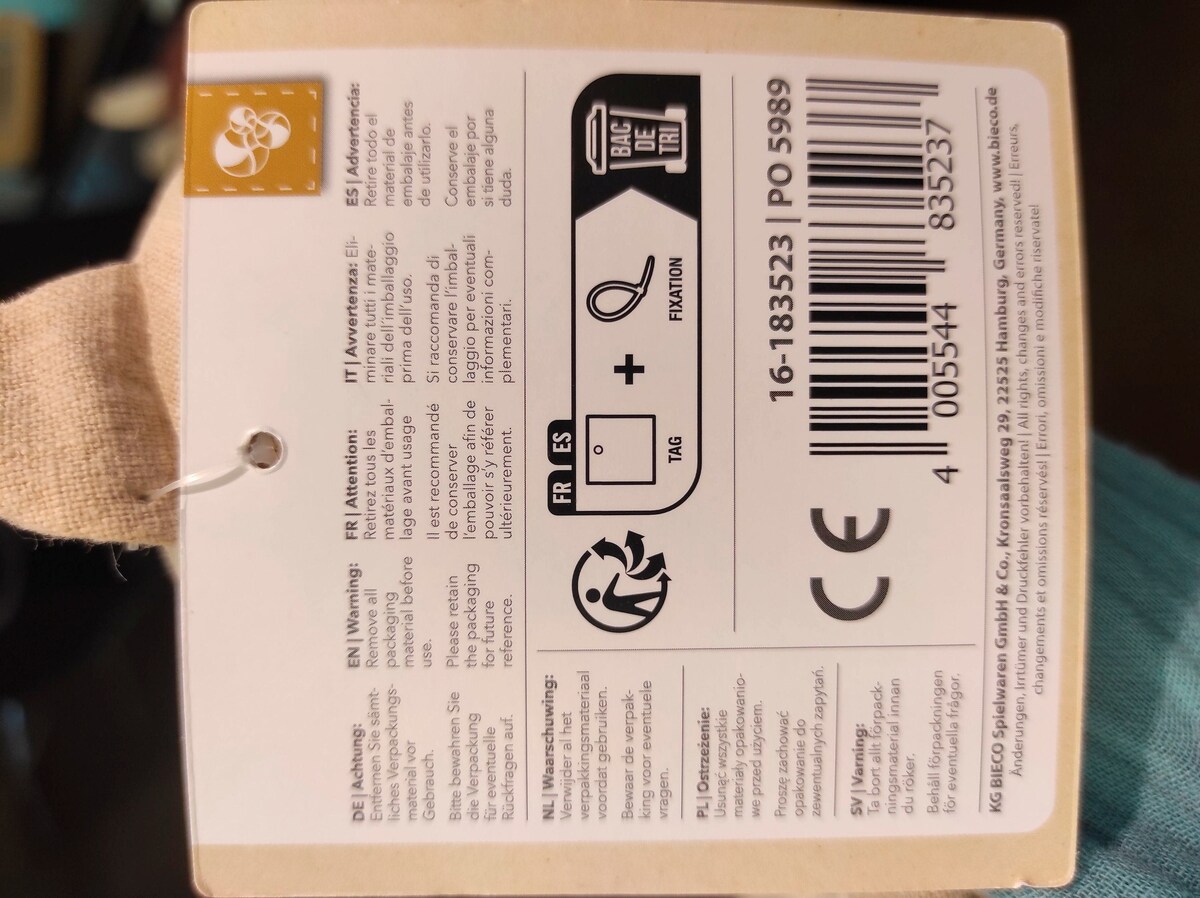 DE | Achtung:
Entfernen Sie sämt-
liches Verpackungs-
material vor
Gebrauch.
Bitte bewahren Sie
die Verpackung
für eventuelle
Rückfragen auf.
EN | Warning:
Remove all
packaging
material before
use.
Please retain
the packaging
for future
reference.
FR | Attention:
Retirez tous les
matériaux d'embal-
lage avant usage
Il est recommandé
de conserver
l'emballage afin de
pouvoir s'y référer
ultérieurement.
IT | Avvertenza: Eli-
minare tutti i mate-
riali dell'imballaggio
prima dell'uso.
Si raccomanda di
conservare l'imbal-
laggio per eventuali
informazioni com-
plementari.
ES | Advertencia:
Retire todo el
material de
embalaje antes
de utilizarlo.
Conserve el
embalaje por
si tiene alguna
duda.
NL | Waarschuwing:
Verwijder al het
verpakkingsmateriaal
voordat gebruiken.
Bewaar de verpak-
king voor eventuele
vragen.
PL | Ostrzeżenie:
Usunąć wszystkie
materiały opakowanio-
we przed użyciem.
Proszę zachować
opakowanie do
zewentualnych zapytań.
SV | Varning:
Ta bort allt förpack-
ningsmaterial innan
du röker.
Behåll förpackningen
för eventuella frågor.
FR ES
TAG + FIXATION
BAC
DE
TRI
16-183523 | PO 5989
CE
4 005544 835237
KG BIECO Spielwaren GmbH & Co., Kronsaalsweg 29, 22525 Hamburg, Germany, www.bieco.de
Änderungen, Irrtümer und Druckfehler vorbehalten! | All rights, changes and errors reserved! | Erreurs,
changements et omissions réservés! | Errori, omissioni e modifiche riservate!